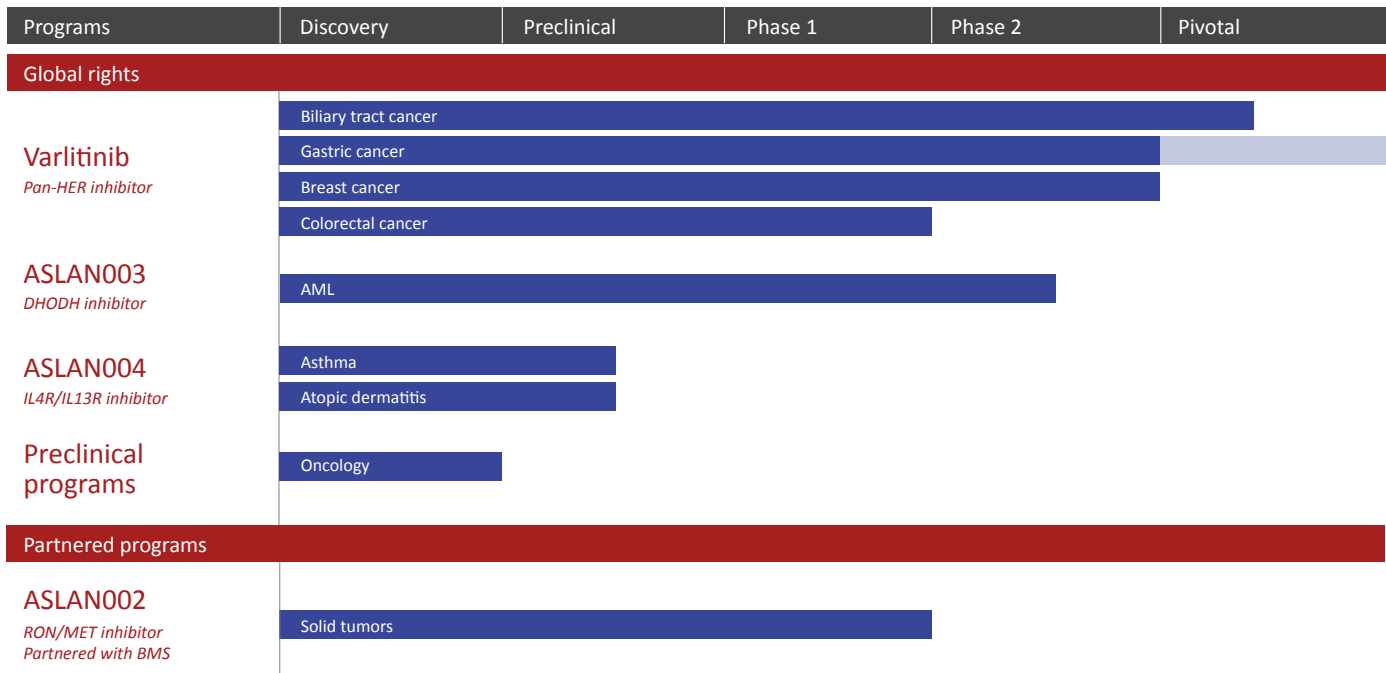 Programs Discovery Preclinical Phase 1 Phase 2 Pivotal
Global rights
Varlitinib
Pan-HER inhibitor
Biliary tract cancer
Gastric cancer
Breast cancer
Colorectal cancer
ASLAN003
DHODH inhibitor
AML
ASLAN004
IL4R/IL13R inhibitor
Asthma
Atopic dermatitis
Preclinical
programs
Oncology
Partnered programs
ASLAN002
RON/MET inhibitor
Partnered with BMS
Solid tumors